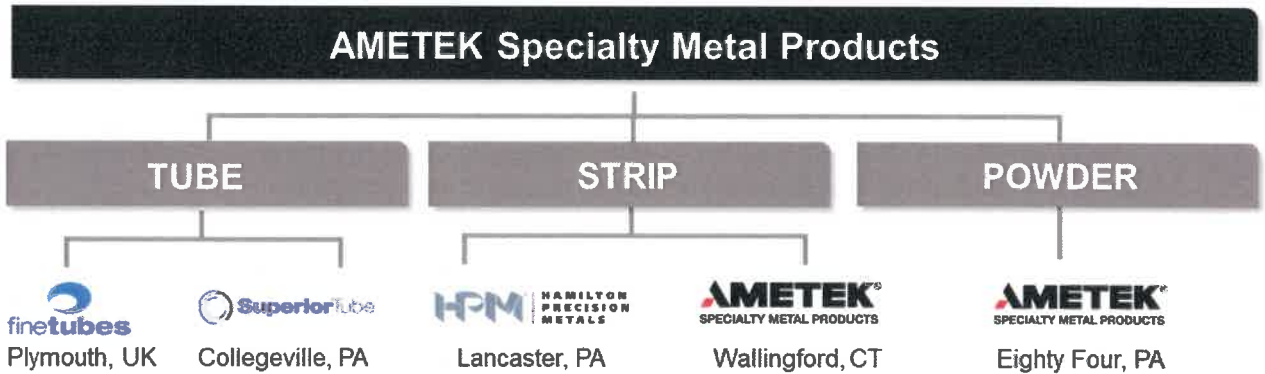 AMETEK Specialty Metal Products
TUBE
STRIP
POWDER
finetubes
Plymouth, UK
SuperiorTube
Collegeville, PA
HPM HAMILTON
PRECISION
METALS
Lancaster, PA
AMETEK®
SPECIALTY METAL PRODUCTS
Wallingford, CT
AMETEK®
SPECIALTY METAL PRODUCTS
Eighty Four, PA